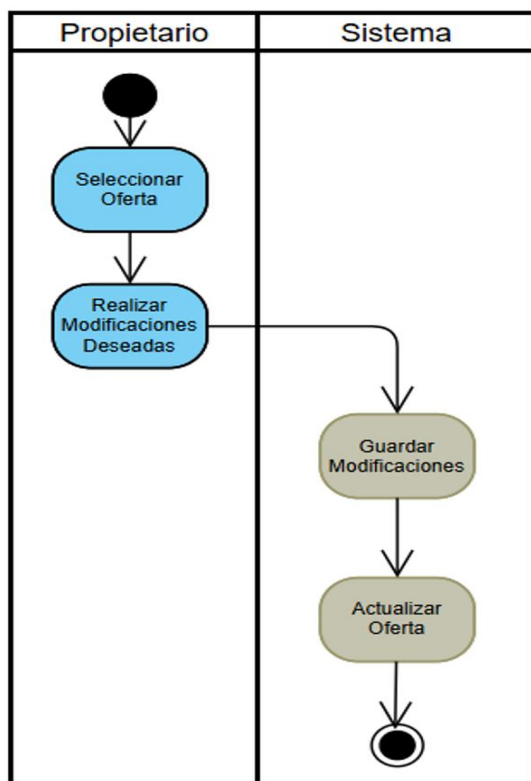 Propietario
Sistema
Seleccionar
Oferta
Realizar
Modificaciones
Deseadas
Guardar
Modificaciones
Actualizar
Oferta